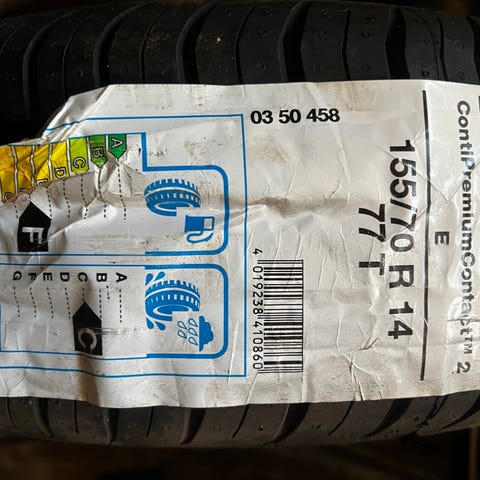 ContiPremiumContact™ 2
E
155/70 R 14
77 T
03 50 458
4 019238 410860
A
B
C
D
E
F
A
B
C
D
E
F
G
C